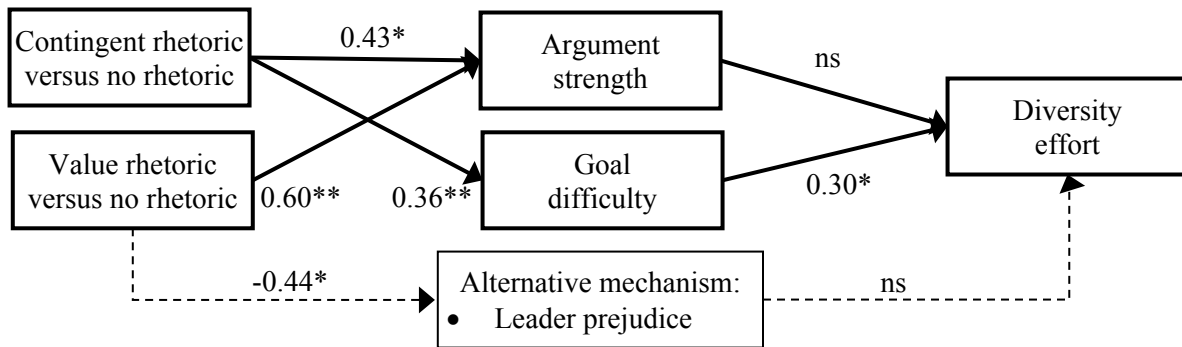 Contingent rhetoric
versus no rhetoric
0.43*
Argument
strength
ns
Diversity
effort
Value rhetoric
versus no rhetoric
0.60**
0.36**
Goal
difficulty
0.30*
-0.44*
Alternative mechanism:
• Leader prejudice
ns